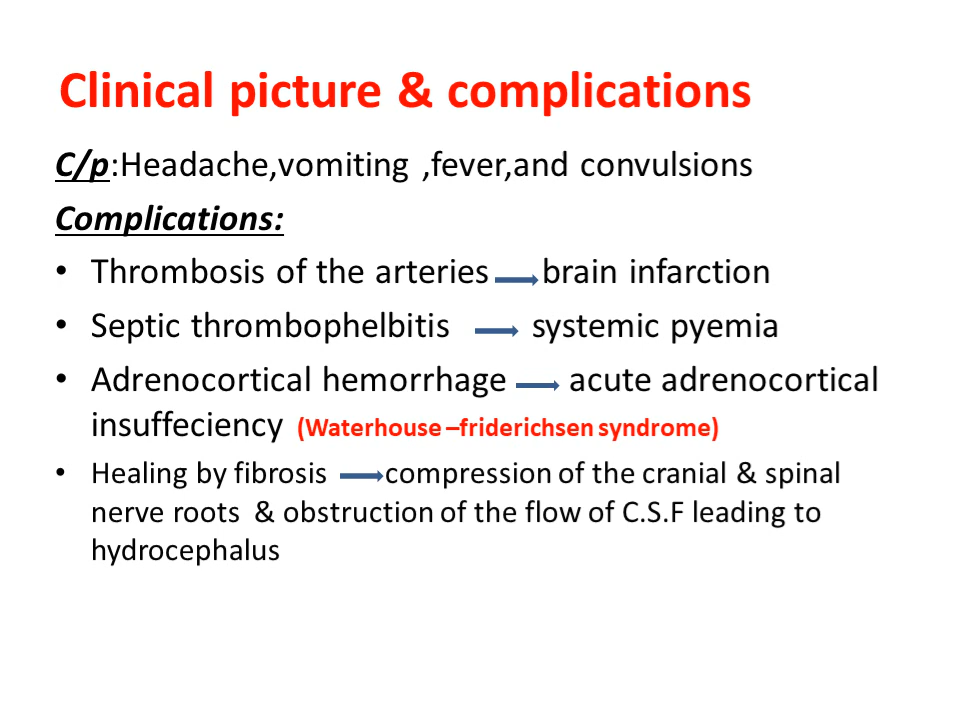 Clinical picture & complications
C/p:Headache,vomiting ,fever,and convulsions
Complications:
• Thrombosis of the arteries brain infarction
• Septic thrombophelbitis systemic pyemia
• Adrenocortical hemorrhage acute adrenocortical
insuffeciency (Waterhouse –friderichsen syndrome)
• Healing by fibrosis compression of the cranial & spinal
nerve roots & obstruction of the flow of C.S.F leading to
hydrocephalus